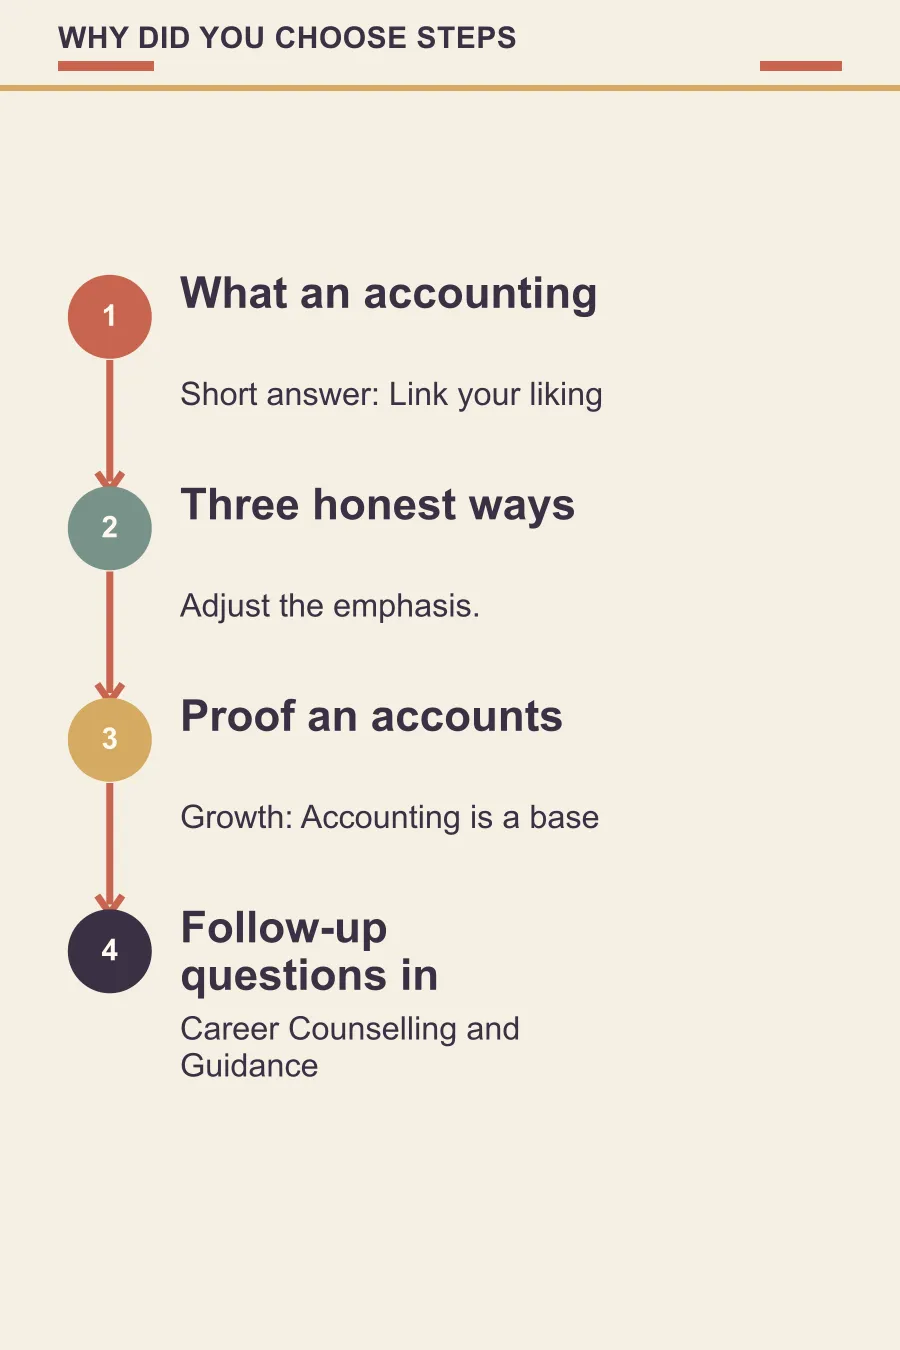 WHY DID YOU CHOOSE STEPS
1
What an accounting
Short answer: Link your liking
2
Three honest ways
Adjust the emphasis.
3
Proof an accounts
Growth: Accounting is a base
4
Follow-up
questions in
Career Counselling and
Guidance